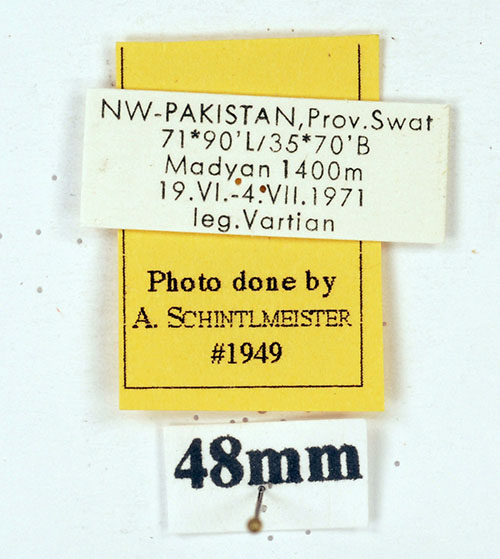 NW-PAKISTAN,Prov.Swat
71*90'L/35*70'B
Madyan 1400m
19.VI.-4.VII.1971
leg.Vartian
Photo done by
A. SCHINTLMEISTER
#1949
48mm